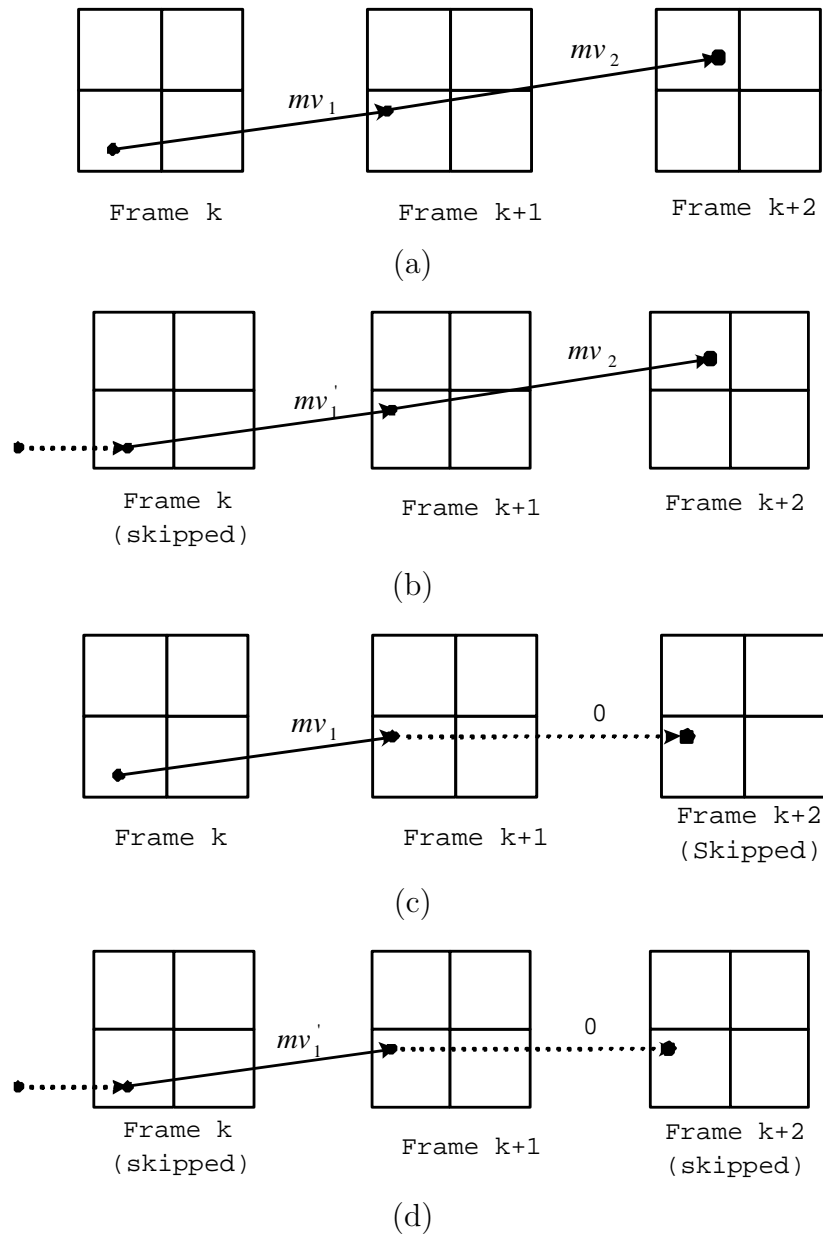 mv₁ mv₂
Frame k Frame k+1 Frame k+2
(a)
mv₁' mv₂
Frame k Frame k+1 Frame k+2
(skipped)
(b)
mv₁ 0
Frame k Frame k+1 Frame k+2
(Skipped)
(c)
mv₁' 0
Frame k Frame k+1 Frame k+2
(skipped) (skipped)
(d)